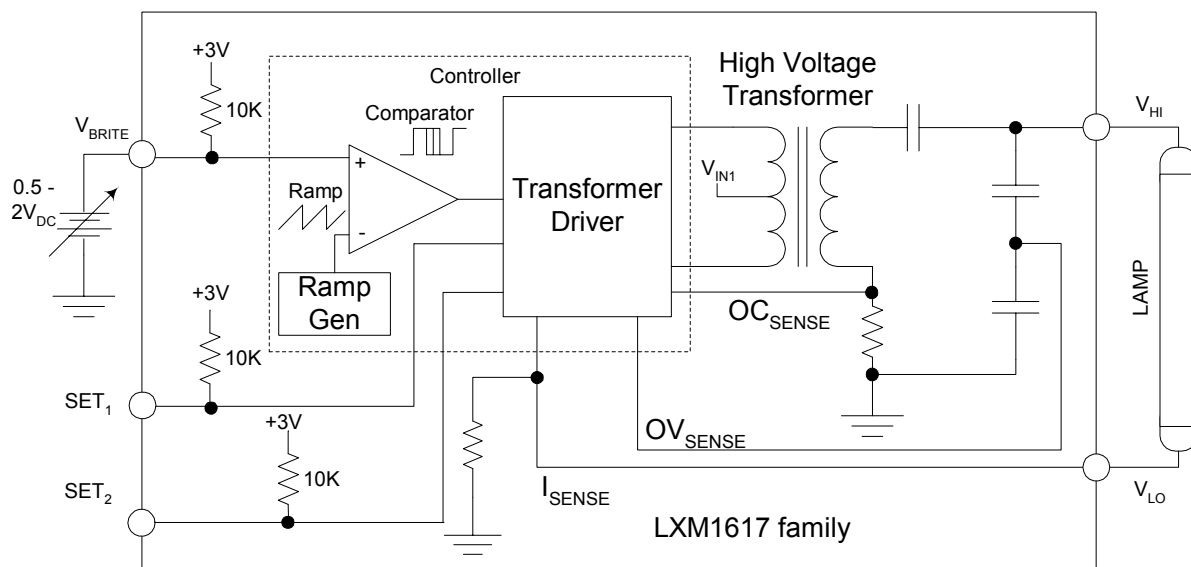 +3V
10K
V_BRITE
0.5 -
2V_DC
Controller
Comparator
+
Ramp
-
Ramp
Gen
Transformer
Driver
High Voltage
Transformer
V_IN1
V_HI
LAMP
OC_SENSE
+3V
10K
SET_1
+3V
10K
SET_2
OV_SENSE
I_SENSE
V_LO
LXM1617 family